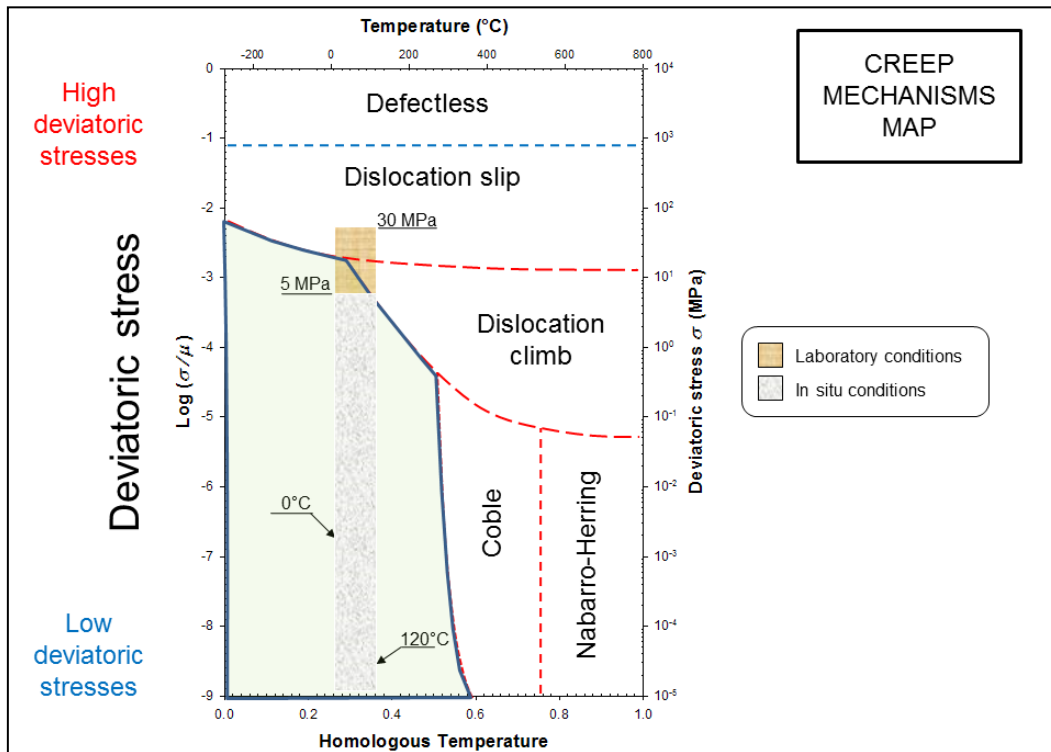 Temperature (°C)
-200 0 200 400 600 800
CREEP
MECHANISMS
MAP
High
deviatoric
stresses
Low
deviatoric
stresses
Deviatoric stress
Log (σ/μ)
0
-1
-2
-3
-4
-5
-6
-7
-8
-9
Defectless
Dislocation slip
30 MPa
5 MPa
Dislocation
climb
0°C
120°C
Coble
Nabarro-Herring
10⁴
10³
10²
10¹
10⁰
10⁻¹
10⁻²
10⁻³
10⁻⁴
10⁻⁵
Deviatoric stress σ (MPa)
Laboratory conditions
In situ conditions
0.0 0.2 0.4 0.6 0.8 1.0
Homologous Temperature